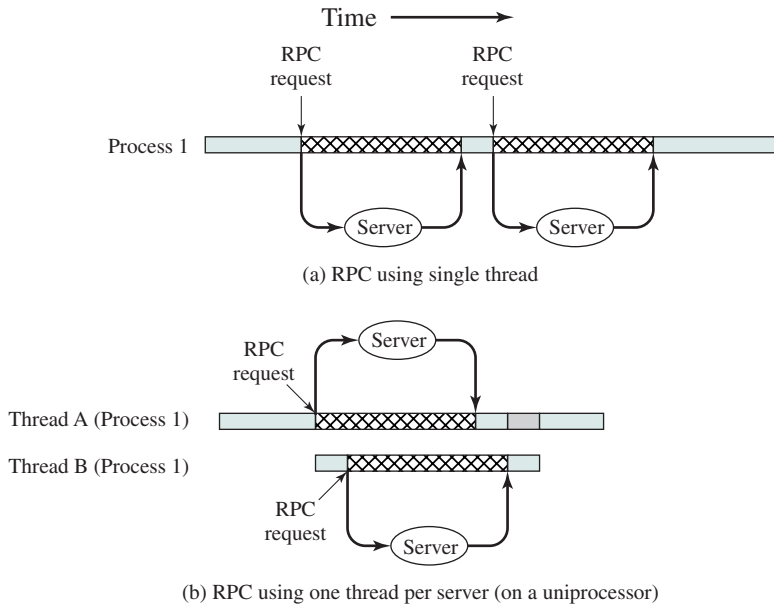 Time
RPC
request
RPC
request
Process 1
Server
Server
(a) RPC using single thread
Server
RPC
request
Thread A (Process 1)
Thread B (Process 1)
RPC
request
Server
(b) RPC using one thread per server (on a uniprocessor)